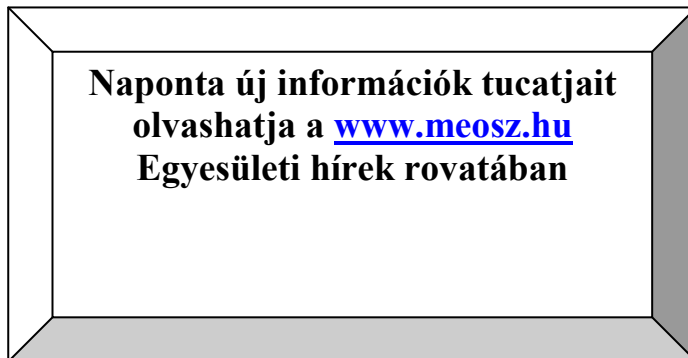 Naponta új információk tucatjait
olvashatja a www.meosz.hu
Egyesületi hírek rovatában